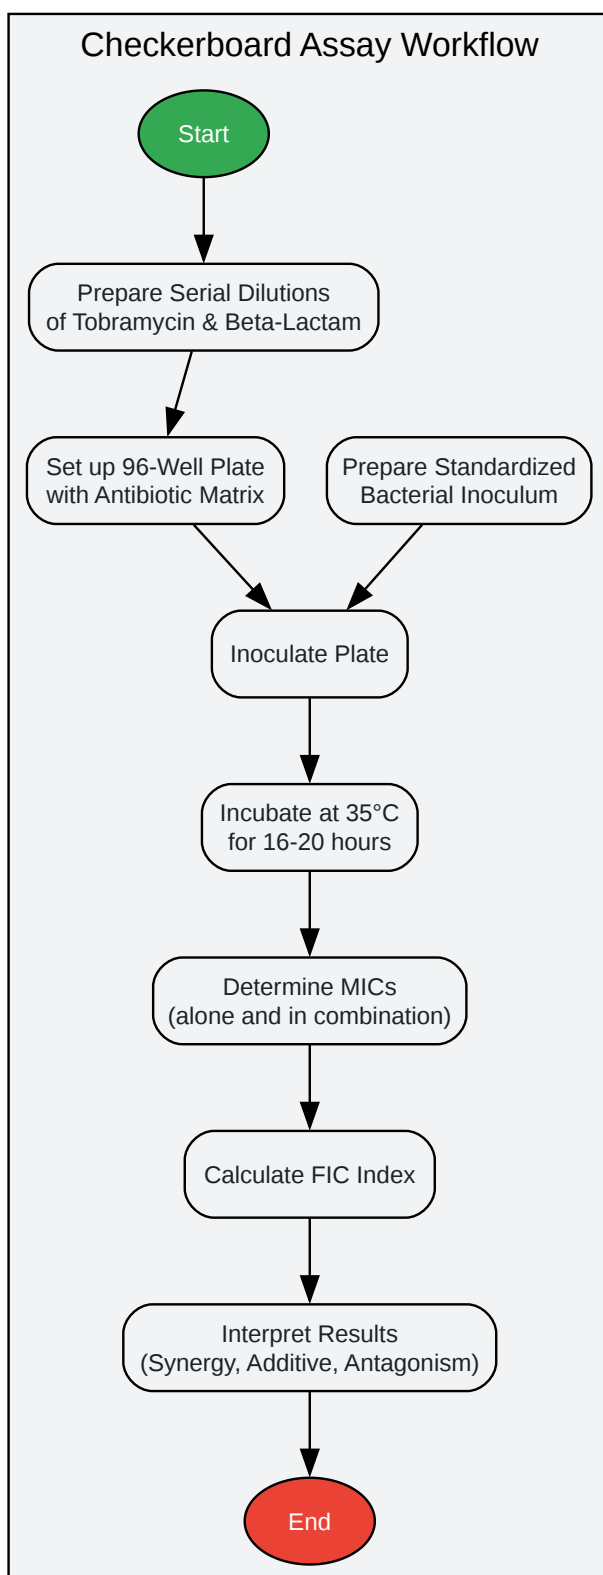 Checkerboard Assay Workflow
Start
Prepare Serial Dilutions
of Tobramycin & Beta-Lactam
Set up 96-Well Plate
with Antibiotic Matrix
Prepare Standardized
Bacterial Inoculum
Inoculate Plate
Incubate at 35°C
for 16-20 hours
Determine MICs
(alone and in combination)
Calculate FIC Index
Interpret Results
(Synergy, Additive, Antagonism)
End